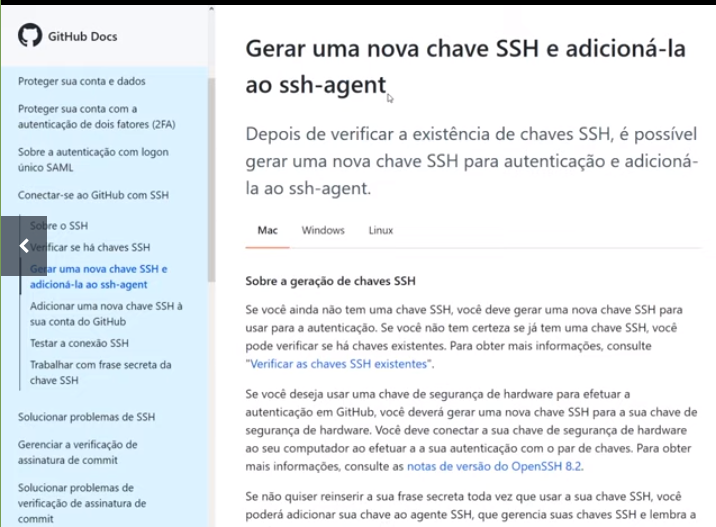 GitHub Docs
Proteger sua conta e dados
Proteger sua conta com a
autenticação de dois fatores (2FA)
Sobre a autenticação com logon
único SAML
Conectar-se ao GitHub com SSH
Sobre o SSH
Verificar se há chaves SSH
Gerar uma nova chave SSH e
adicioná-la ao ssh-agent
Adicionar uma nova chave SSH à
sua conta do GitHub
Testar a conexão SSH
Trabalhar com frase secreta da
chave SSH
Solucionar problemas de SSH
Gerenciar a verificação de
assinatura de commit
Solucionar problemas de
verificação de assinatura de
commit
Gerar uma nova chave SSH e adicioná-la
ao ssh-agent
Depois de verificar a existência de chaves SSH, é possível
gerar uma nova chave SSH para autenticação e adicioná-
la ao ssh-agent.
Mac Windows Linux
Sobre a geração de chaves SSH
Se você ainda não tem uma chave SSH, você deve gerar uma nova chave SSH para
usar para a autenticação. Se você não tem certeza se já tem uma chave SSH, você
pode verificar se há chaves existentes. Para obter mais informações, consulte
"Verificar as chaves SSH existentes".
Se você deseja usar uma chave de segurança de hardware para efetuar a
autenticação em GitHub, você deverá gerar uma nova chave SSH para a sua chave de
segurança de hardware. Você deve conectar a sua chave de segurança de hardware
ao seu computador ao efetuar a a sua autenticação com o par de chaves. Para obter
mais informações, consulte as notas de versão do OpenSSH 8.2.
Se não quiser reinserir a sua frase secreta toda vez que usar a sua chave SSH, você
poderá adicionar sua chave ao agente SSH, que gerencia suas chaves SSH e lembra a